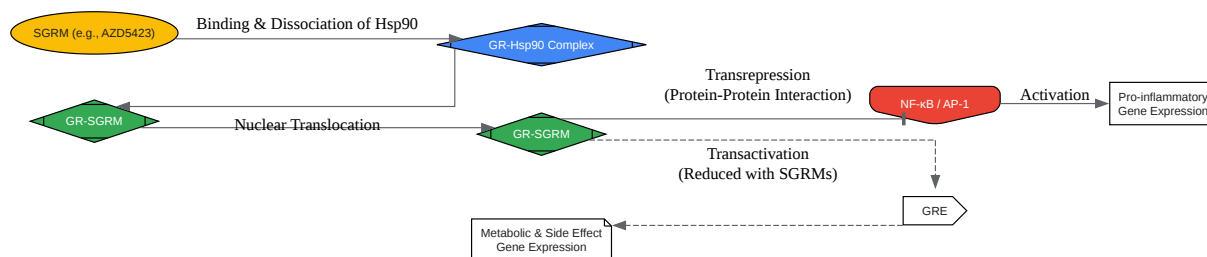 SGRM (e.g., AZD5423)
Binding & Dissociation of Hsp90
GR-Hsp90 Complex
GR-SGRM
Nuclear Translocation
GR-SGRM
Transrepression
(Protein-Protein Interaction)
NF-κB / AP-1
Activation
Pro-inflammatory
Gene Expression
Transactivation
(Reduced with SGRMs)
GRE
Metabolic & Side Effect
Gene Expression